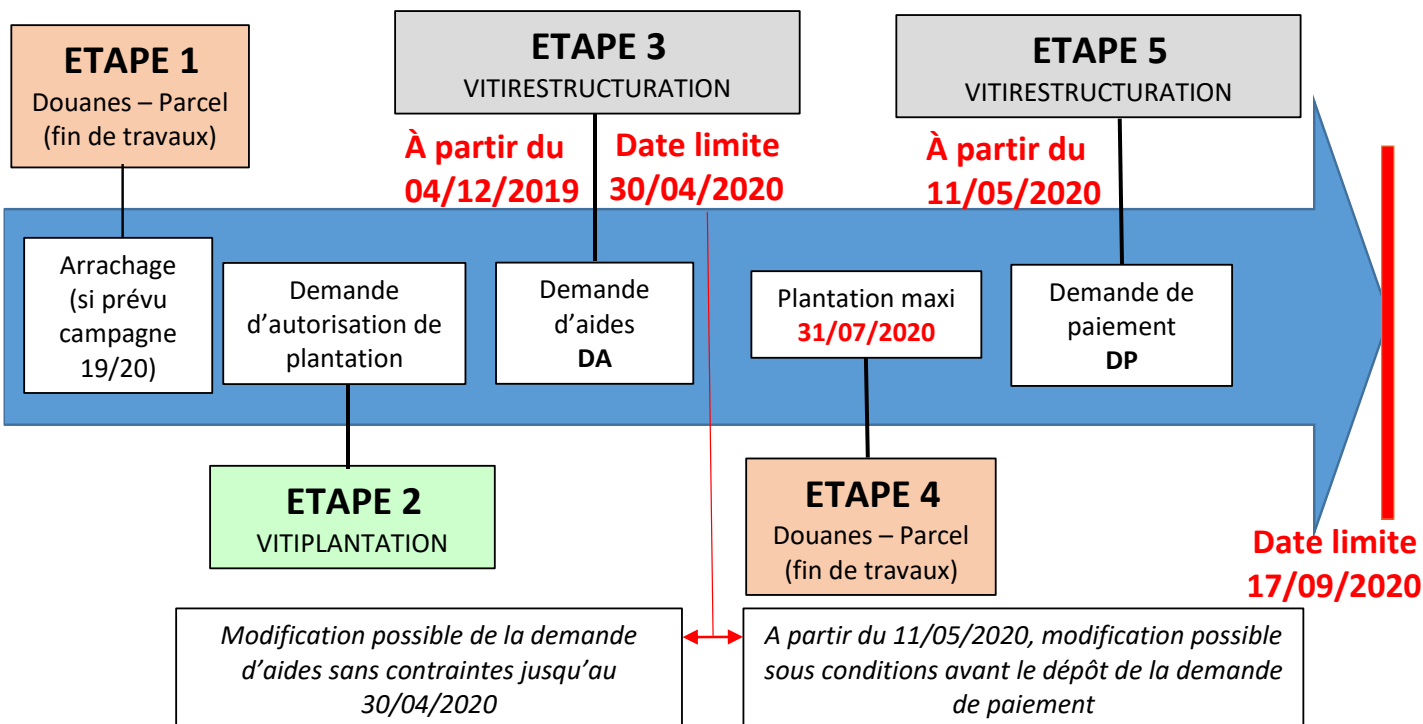 ETAPE 1
Douanes – Parcel
(fin de travaux)
ETAPE 3
VITIRESTRUCTURATION
ETAPE 5
VITIRESTRUCTURATION
À partir du
04/12/2019
Date limite
30/04/2020
À partir du
11/05/2020
Arrachage
(si prévu
campagne
19/20)
Demande
d’autorisation de
plantation
Demande
d’aides
DA
Plantation maxi
31/07/2020
Demande de
paiement
DP
ETAPE 2
VITIPLANTATION
ETAPE 4
Douanes – Parcel
(fin de travaux)
Date limite
17/09/2020
Modification possible de la demande
d’aides sans contraintes jusqu’au
30/04/2020
A partir du 11/05/2020, modification possible
sous conditions avant le dépôt de la demande
de paiement